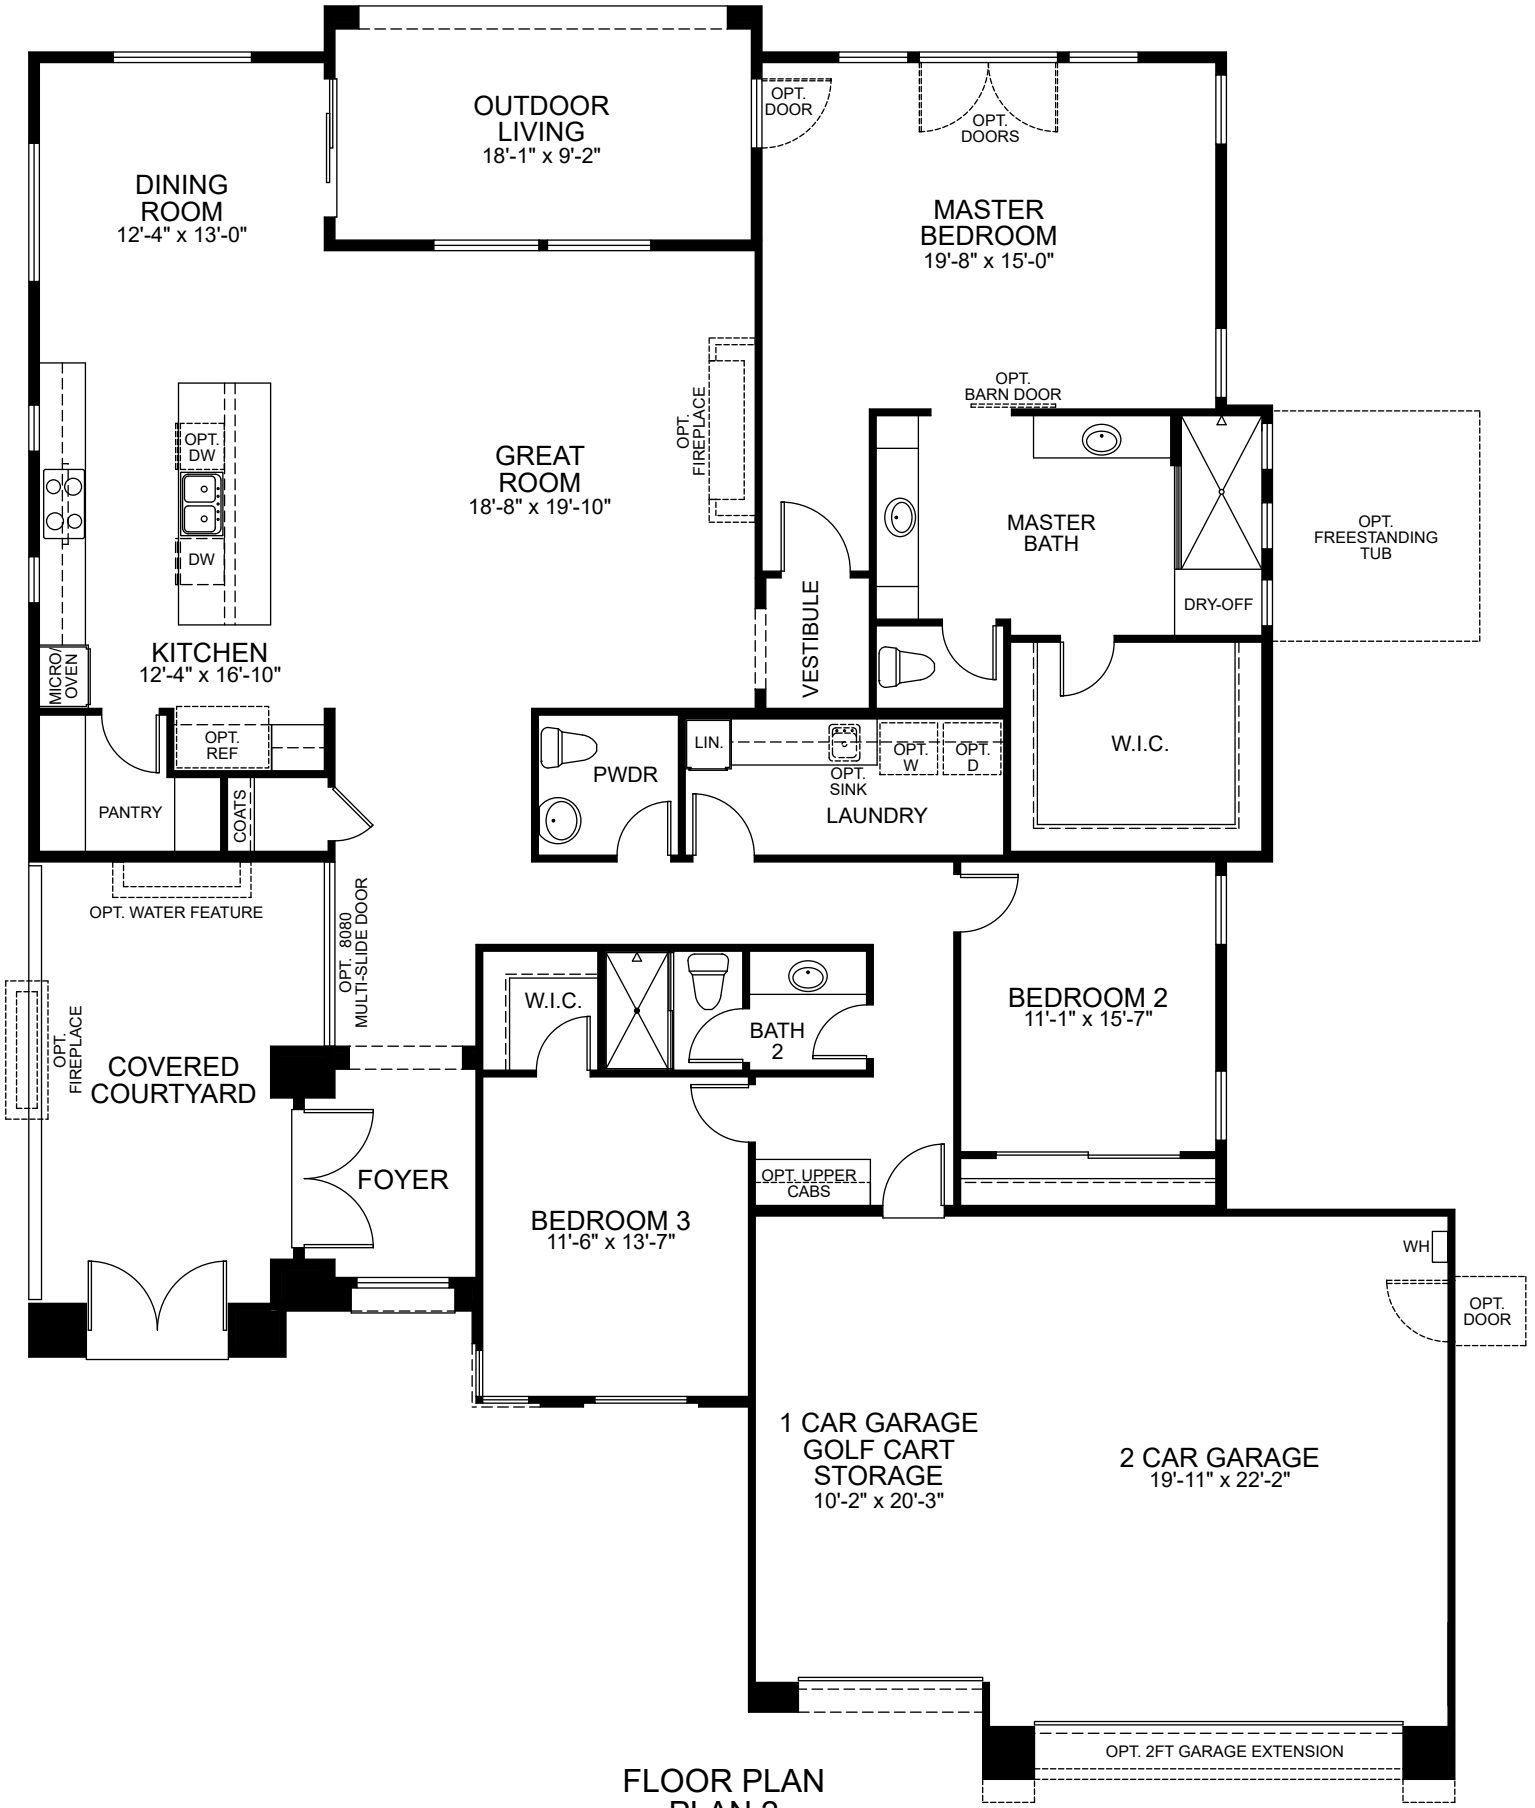 OUTDOOR
LIVING
18'-1" x 9'-2"
OPT.
DOOR
OPT.
DOORS
DINING
ROOM
12'-4" x 13'-0"
MASTER
BEDROOM
19'-8" x 15'-0"
OPT.
BARN DOOR
OPT.
FIREPLACE
OPT.
DW
DW
GREAT
ROOM
18'-8" x 19'-10"
MASTER
BATH
OPT.
FREESTANDING
TUB
DRY-OFF
VESTIBULE
KITCHEN
12'-4" x 16'-10"
MICRO/
OVEN
OPT.
REF
PANTRY
COATS
PWDR
LIN.
OPT.
SINK
OPT.
W
OPT.
D
LAUNDRY
W.I.C.
OPT. WATER FEATURE
OPT. 8080
MULTI-SLIDE DOOR
OPT.
FIREPLACE
COVERED
COURTYARD
W.I.C.
BATH
2
BEDROOM 2
11'-1" x 15'-7"
FOYER
OPT. UPPER
CABS
BEDROOM 3
11'-6" x 13'-7"
WH
OPT.
DOOR
1 CAR GARAGE
GOLF CART
STORAGE
10'-2" x 20'-3"
2 CAR GARAGE
19'-11" x 22'-2"
OPT. 2FT GARAGE EXTENSION
FLOOR PLAN
PLAN